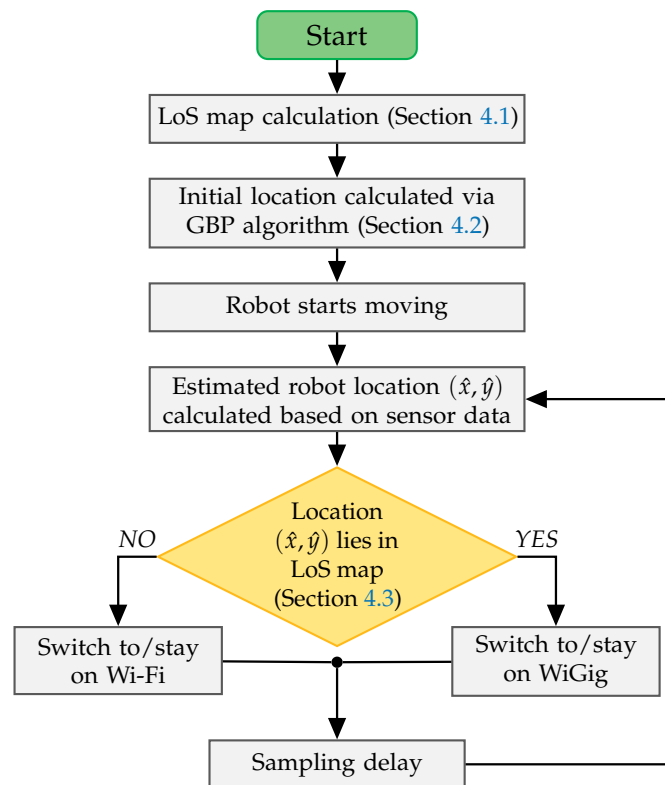 Start
LoS map calculation (Section 4.1)
Initial location calculated via
GBP algorithm (Section 4.2)
Robot starts moving
Estimated robot location (x̂, ŷ)
calculated based on sensor data
Location
(x̂, ŷ) lies in
LoS map
(Section 4.3)
NO
YES
Switch to/stay
on Wi-Fi
Switch to/stay
on WiGig
Sampling delay